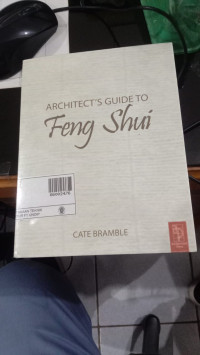 ARCHITECT'S GUIDE TO
Feng Shui
CATE BRAMBLE